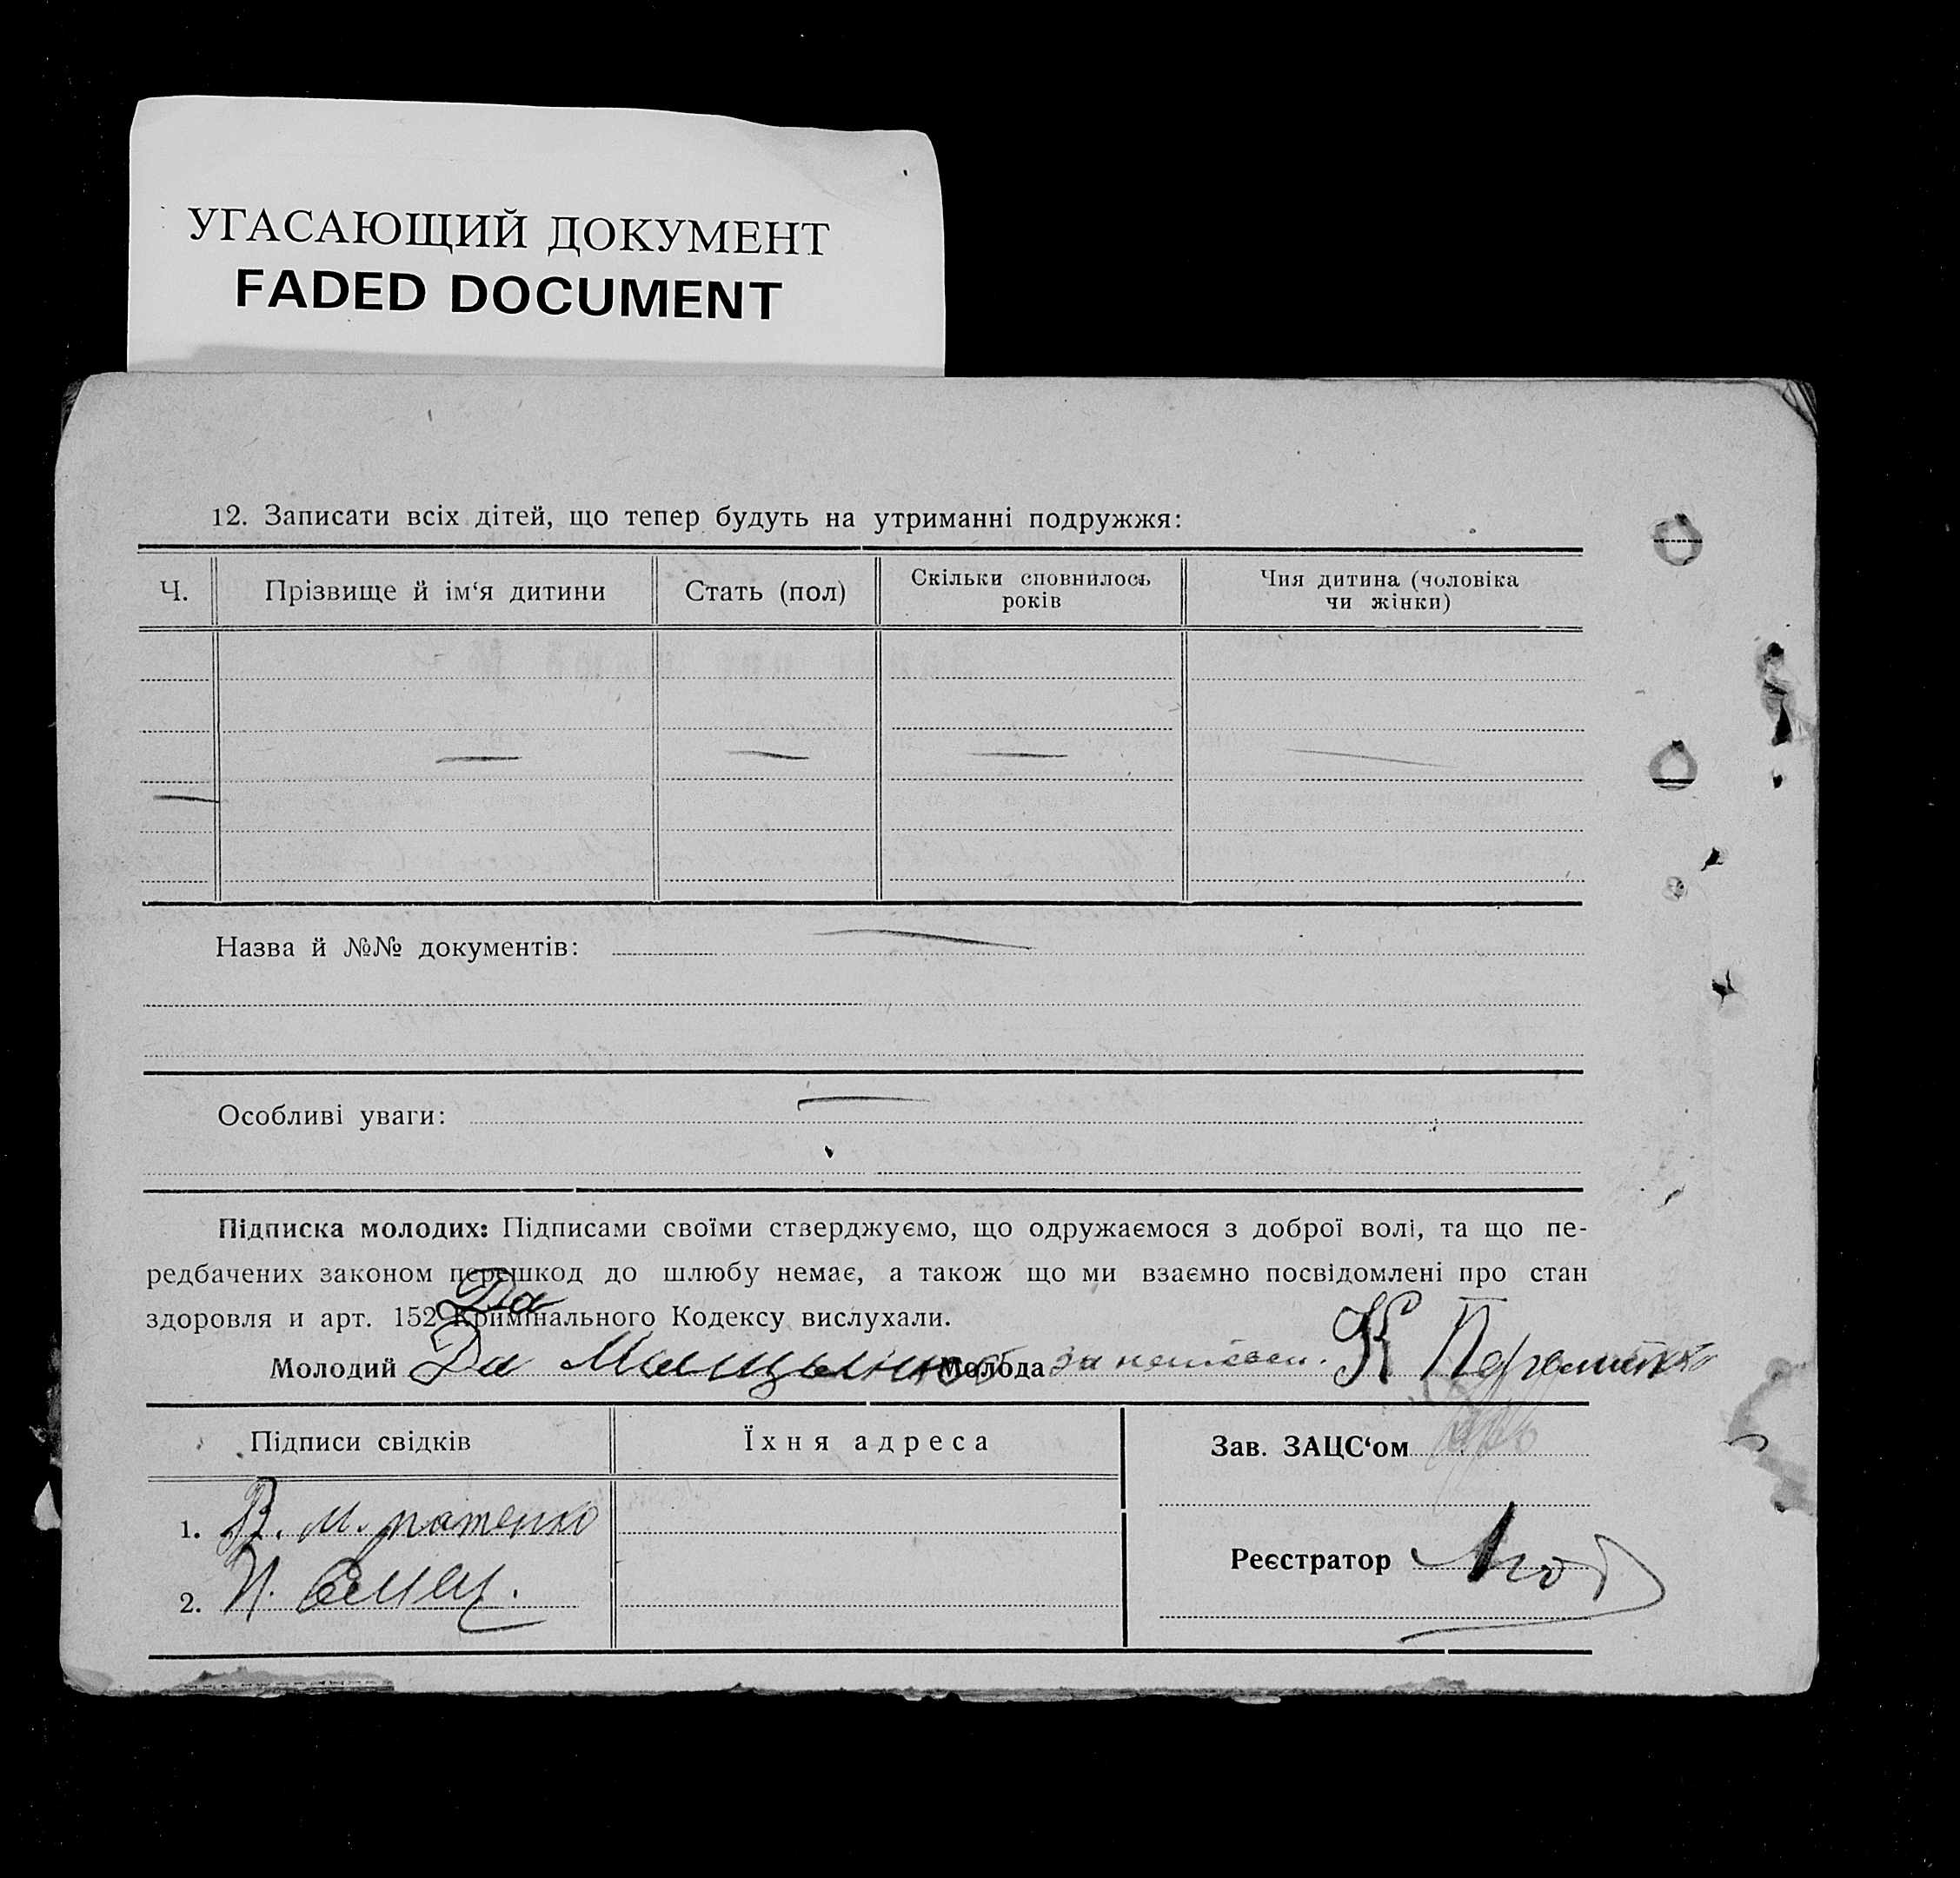 УГАСАЮЩИЙ ДОКУМЕНТ
FADED DOCUMENT
12. Записати всіх дітей, що тепер будуть на утриманні подружжя:
Ч. Прізвище й ім‘я дитини Стать (пол) Скільки сповнилось років Чия дитина (чоловіка чи жінки)
Назва й №№ документів:
Особливі уваги:
Підписка молодих: Підписами своїми стверджуємо, що одружаємося з доброї волі, та що пе-
редбачених законом перешкод до шлюбу немає, а також що ми взаємно посвідомлені про стан
Да
здоровля и арт. 152 Кримінального Кодексу вислухали.
Молодий Да Молода за К
Підписи свідків Їхня адреса Зав. ЗАЦС‘ом
1. В.
Реєстратор
2. П.